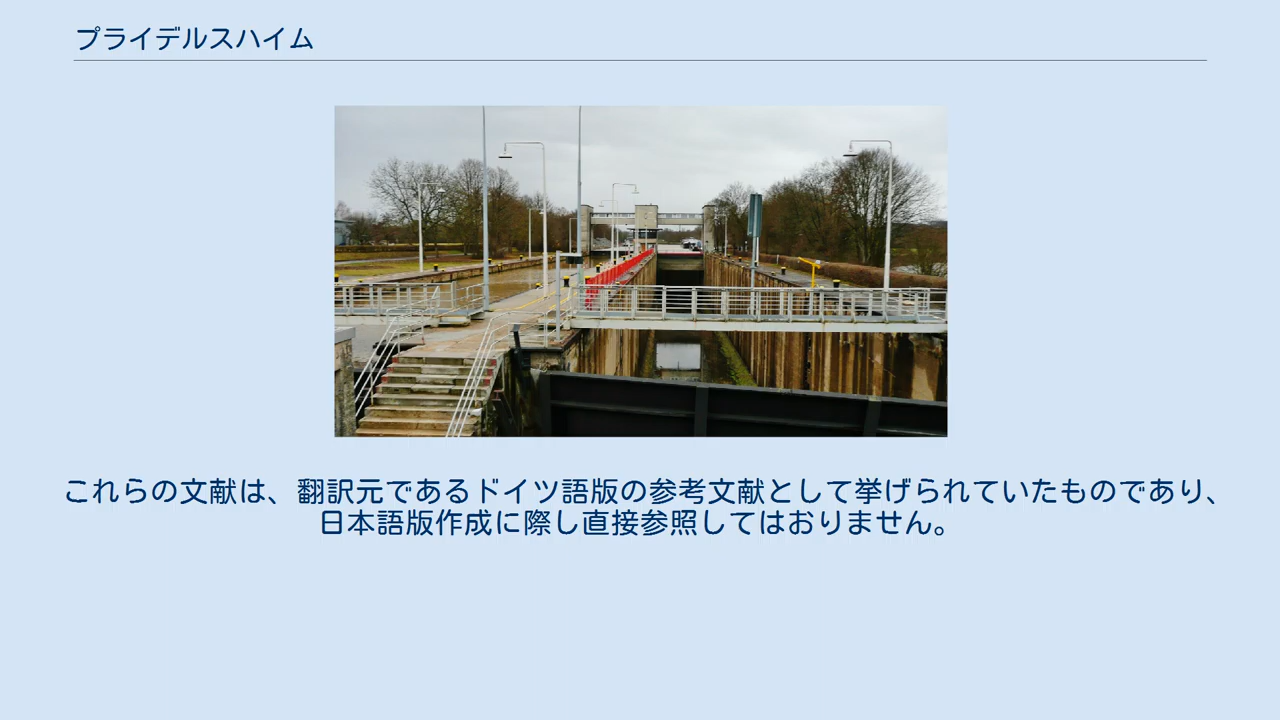 プライデルスハイム
これらの文献は、翻訳元であるドイツ語版の参考文献として挙げられていたものであり、
日本語版作成に際し直接参照してはおりません。